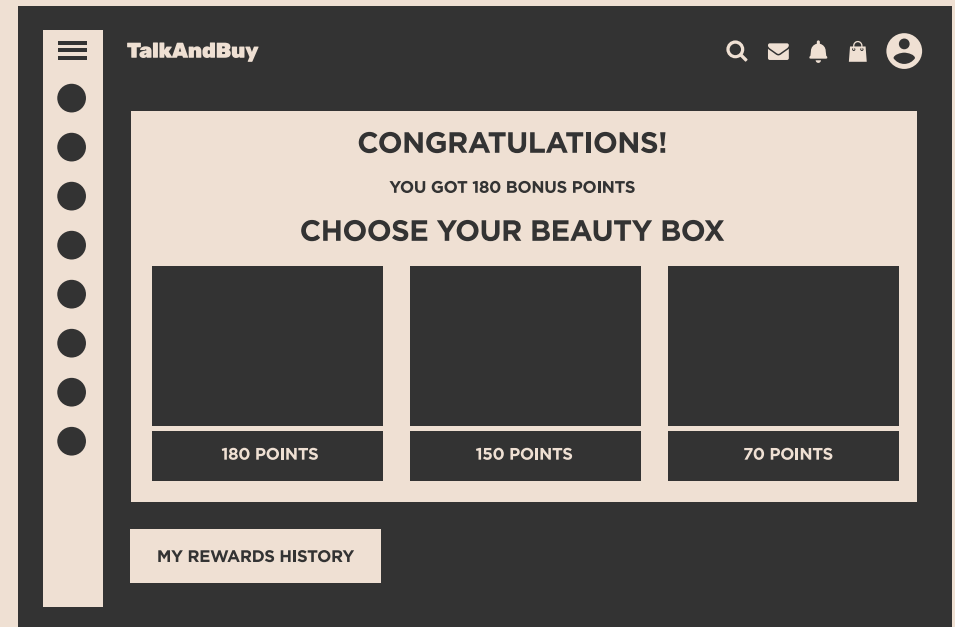 TalkAndBuy
CONGRATULATIONS!
YOU GOT 180 BONUS POINTS
CHOOSE YOUR BEAUTY BOX
180 POINTS
150 POINTS
70 POINTS
MY REWARDS HISTORY